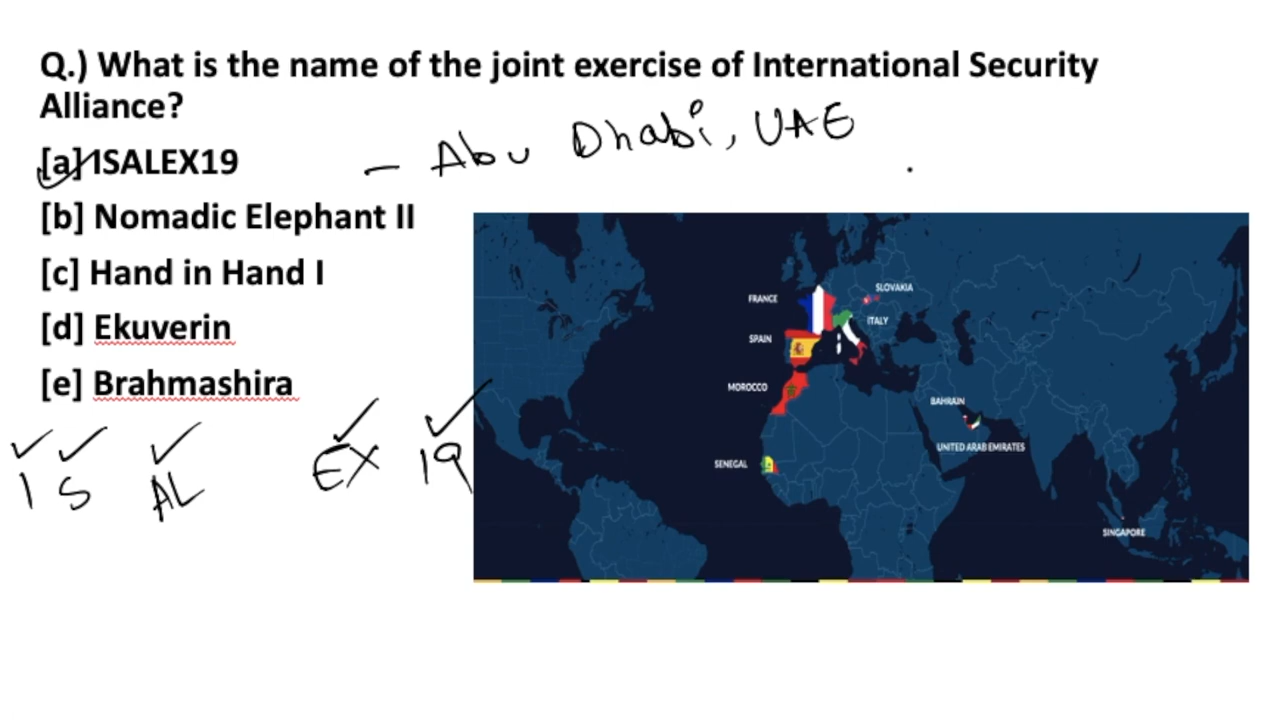 Q.) What is the name of the joint exercise of International Security
Alliance?
[a] ISALEX19 – Abu Dhabi, UAE
[b] Nomadic Elephant II
[c] Hand in Hand I
[d] Ekuverin
[e] Brahmashira
IS AL EX 19
FRANCE
SLOVAKIA
ITALY
SPAIN
MOROCCO
BAHRAIN
UNITED ARAB EMIRATES
SENEGAL
SINGAPORE